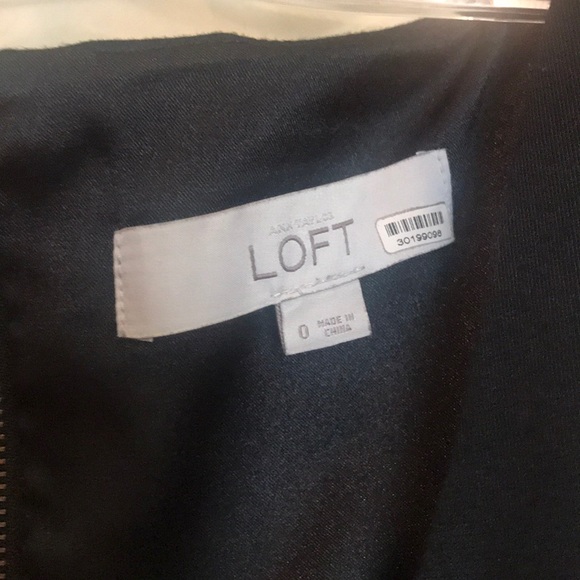 ANN TAYLOR
LOFT
30199098
0 MADE IN
CHINA